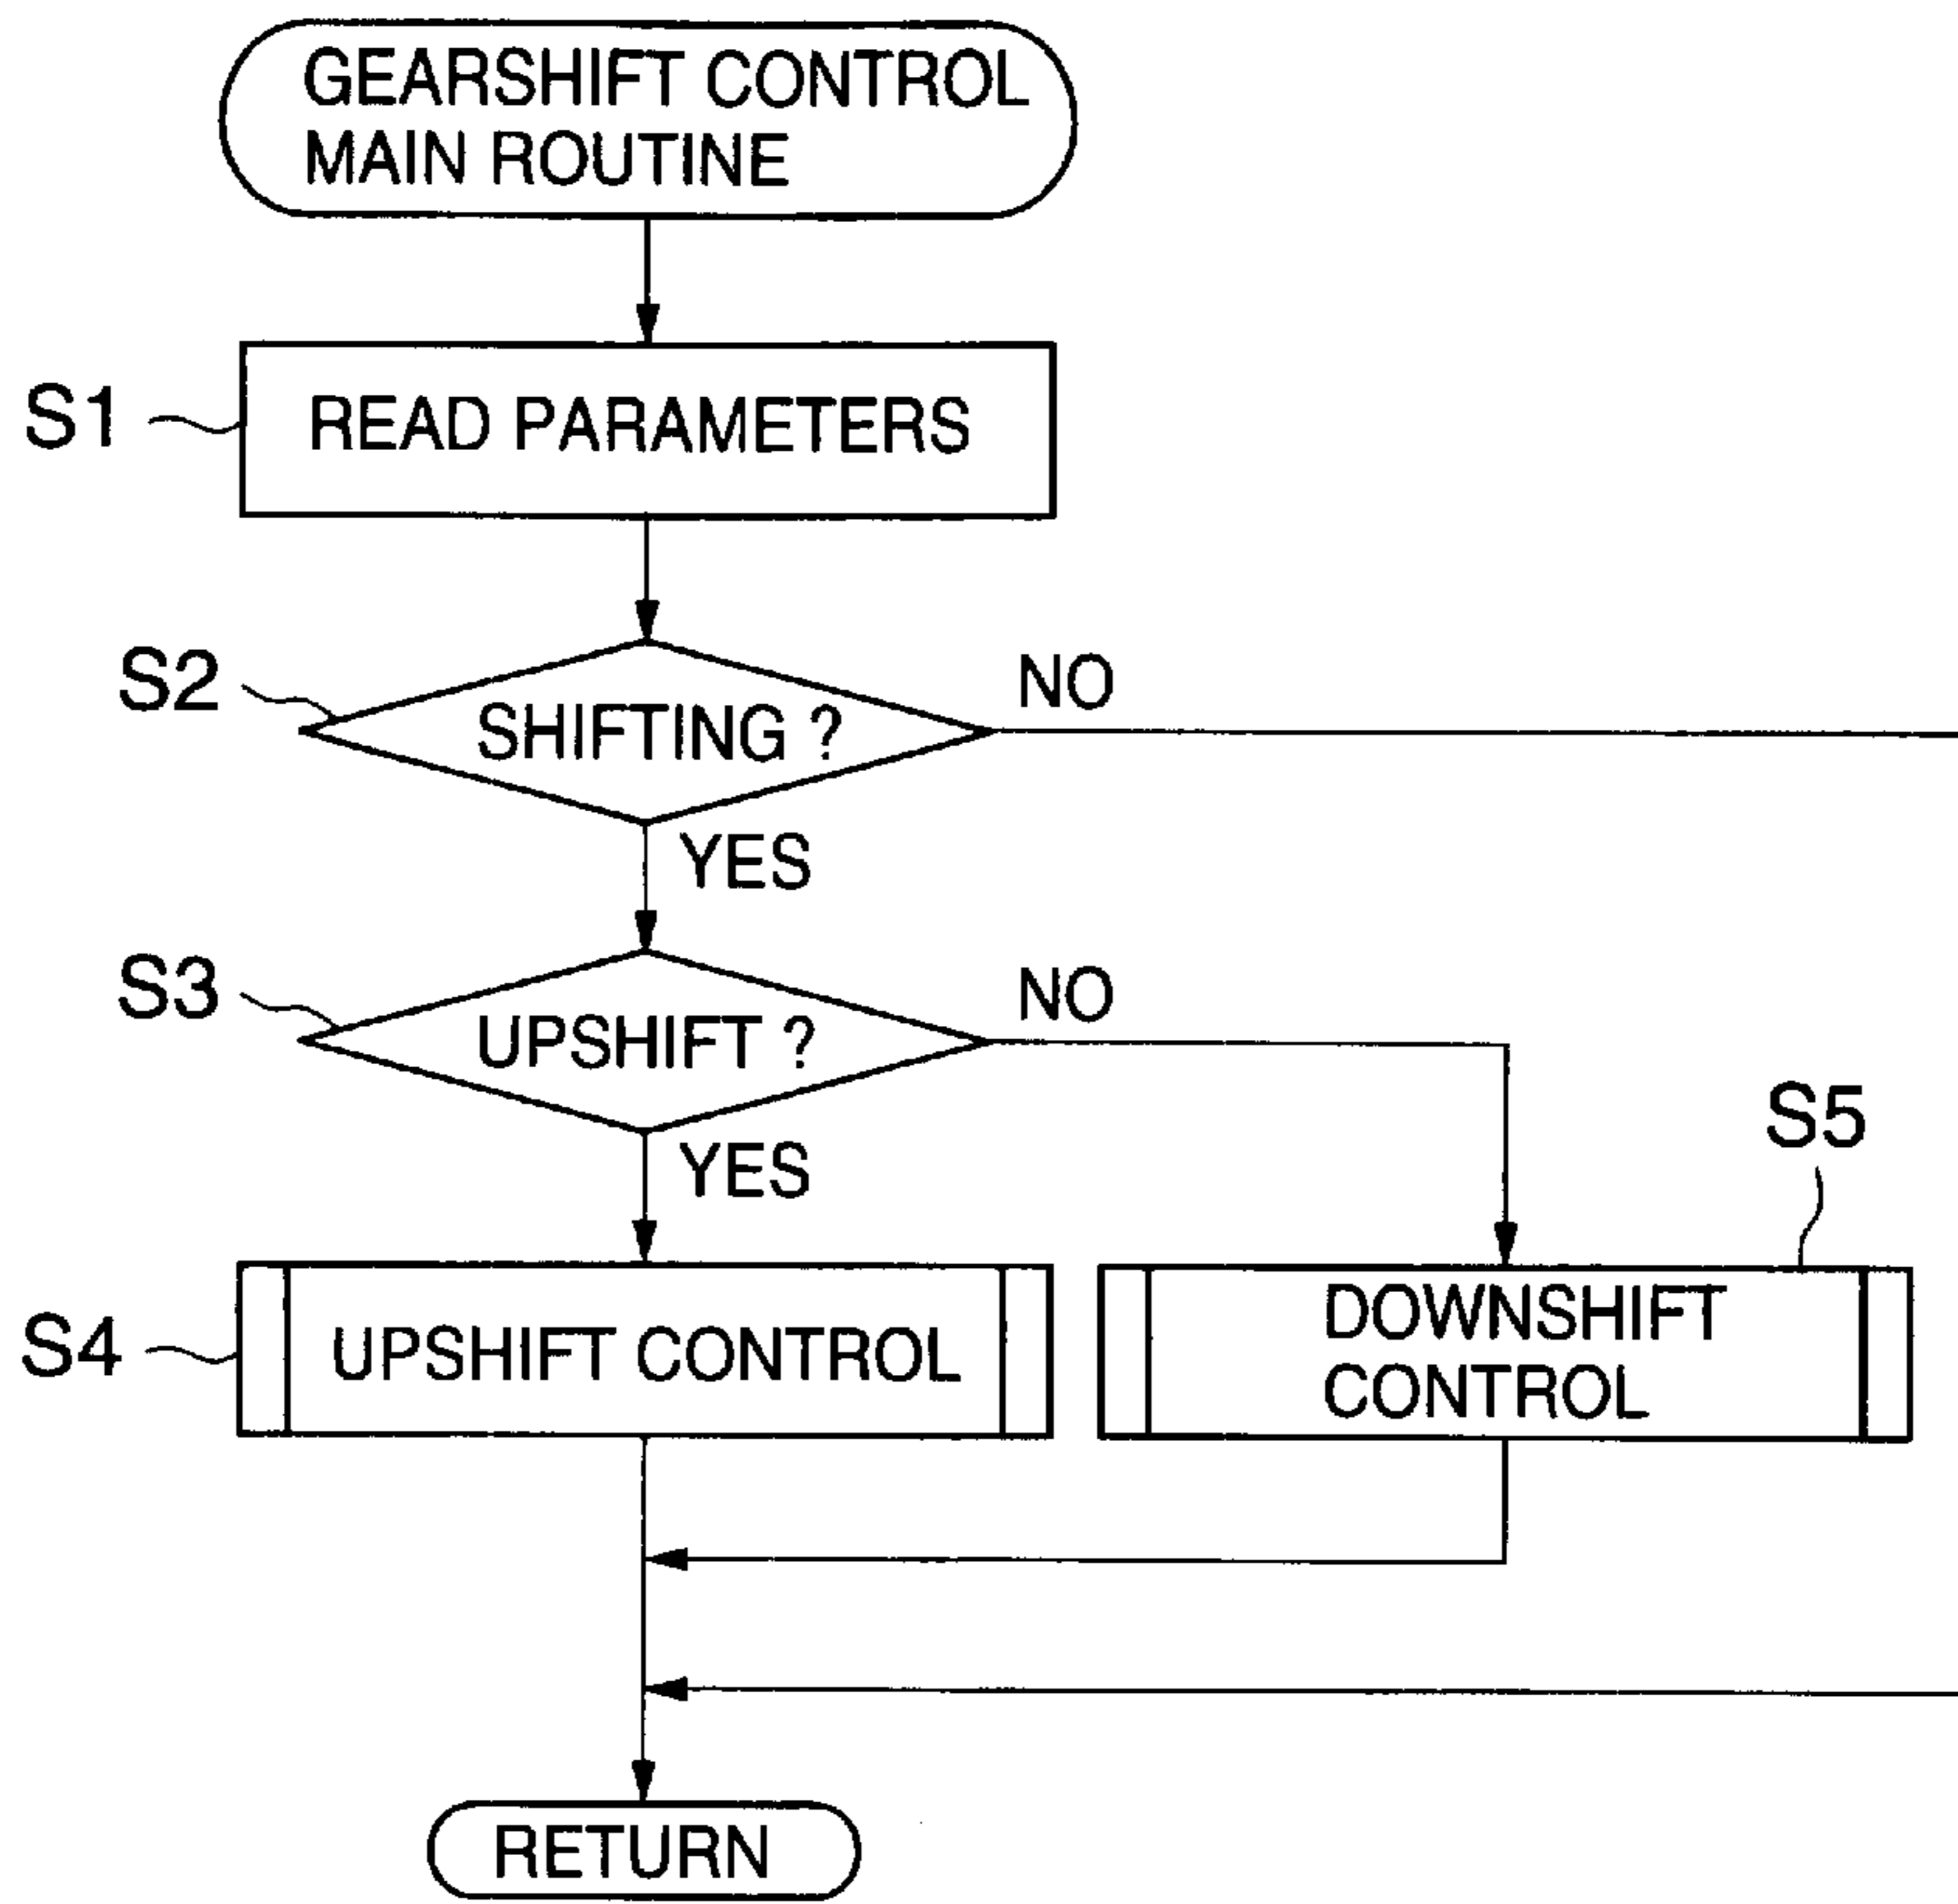 GEARSHIFT CONTROL
MAIN ROUTINE
S1
READ PARAMETERS
S2
SHIFTING ?
NO
YES
S3
UPSHIFT ?
NO
YES
S5
S4
UPSHIFT CONTROL
DOWNSHIFT
CONTROL
RETURN